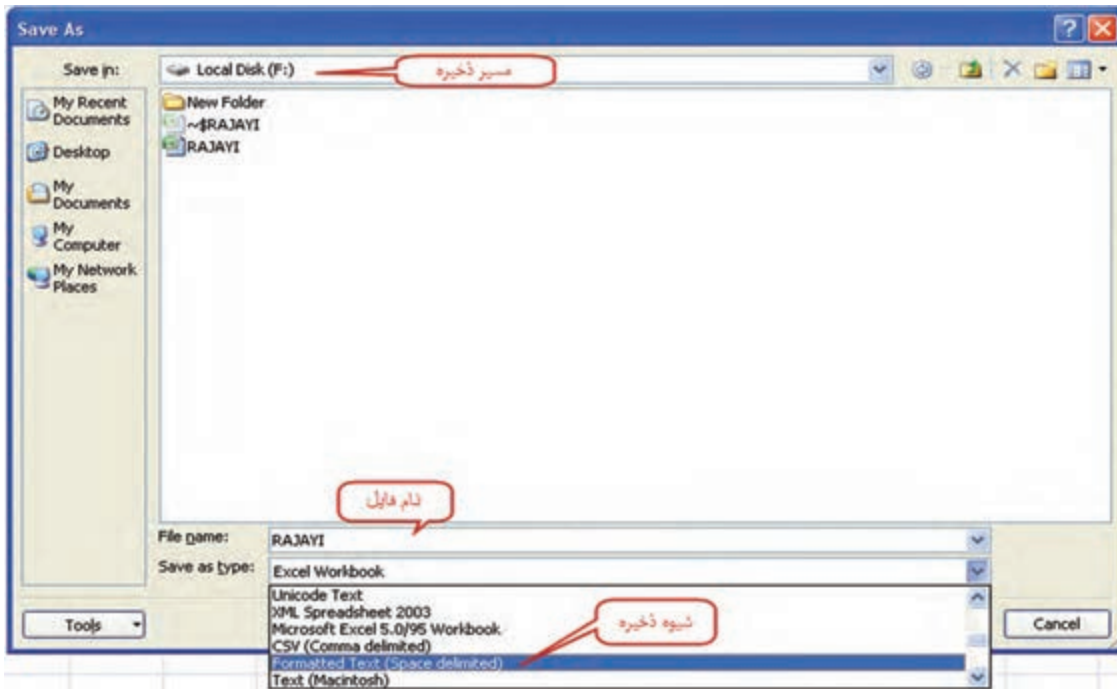 Save As
Save in:
Local Disk (F:)
مسیر ذخیره
My Recent
Documents
Desktop
My
Documents
My
Computer
My Network
Places
New Folder
~$RAJAYI
RAJAYI
نام فایل
File name:
RAJAYI
Save as type:
Excel Workbook
Unicode Text
XML Spreadsheet 2003
Microsoft Excel 5.0/95 Workbook
CSV (Comma delimited)
Formatted Text (Space delimited)
Text (Macintosh)
شیوه ذخیره
Tools
Cancel